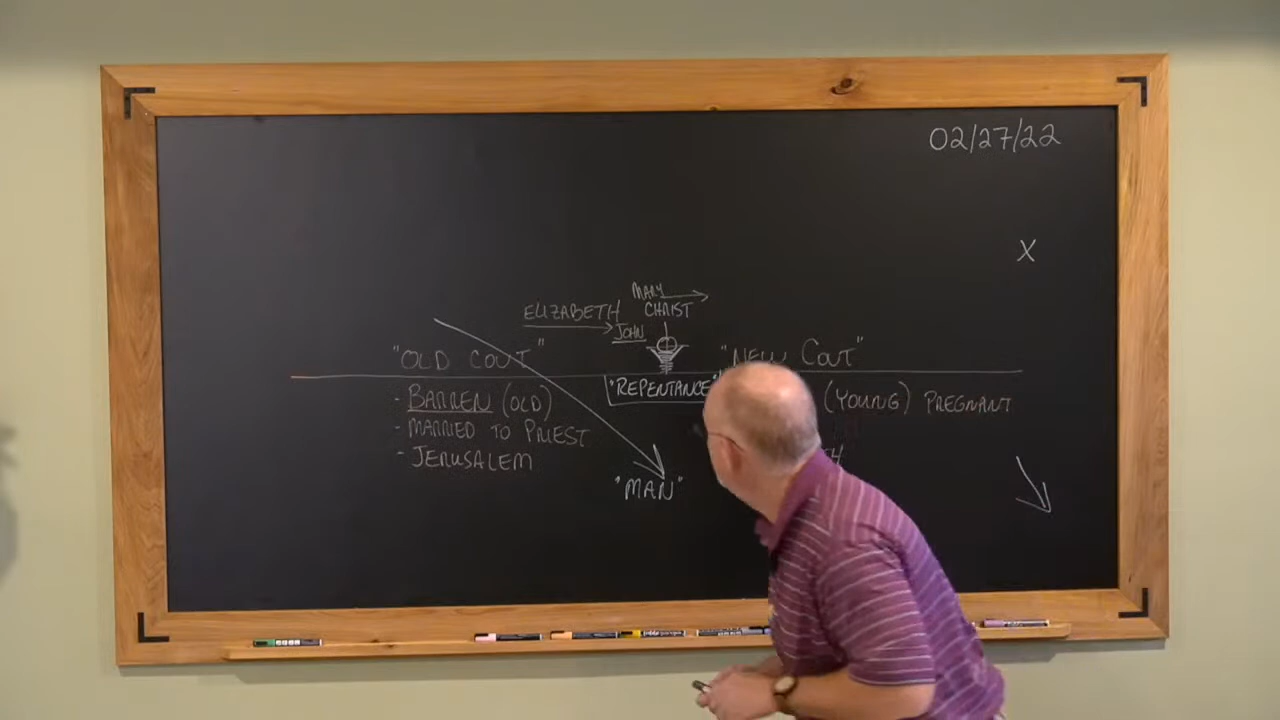 02/27/22
X
MARY
ELIZABETH CHRIST
JOHN
"OLD COVT" "NEW COVT"
"REPENTANCE"
- BARREN (OLD) (YOUNG) PREGNANT
- MARRIED TO PRIEST
- JERUSALEM
"MAN"